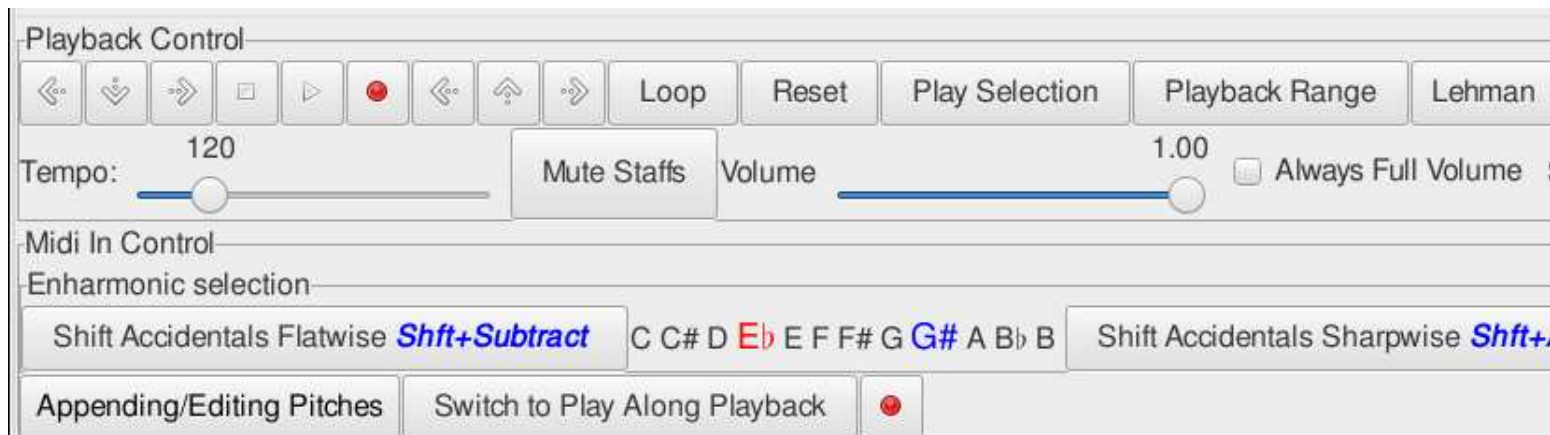 Playback Control
Loop Reset Play Selection Playback Range Lehman
120 1.00
Tempo: Mute Staffs Volume Always Full Volume
Midi In Control
Enharmonic selection
Shift Accidentals Flatwise Shft+Subtract C C# D E♭ E F F# G G# A B♭ B Shift Accidentals Sharpwise Shft+
Appending/Editing Pitches Switch to Play Along Playback